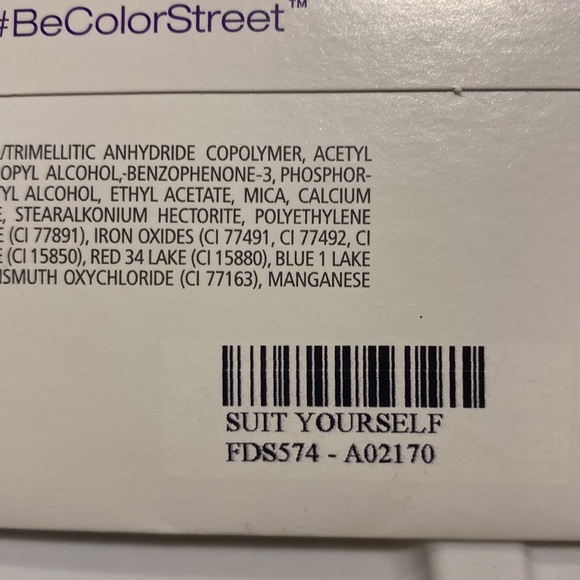 #BeColorStreet™
/TRIMELLITIC ANHYDRIDE COPOLYMER, ACETYL
OPYL ALCOHOL,-BENZOPHENONE-3, PHOSPHOR-
YL ALCOHOL, ETHYL ACETATE, MICA, CALCIUM
E, STEARALKONIUM HECTORITE, POLYETHYLENE
E (CI 77891), IRON OXIDES (CI 77491, CI 77492, CI
E (CI 15850), RED 34 LAKE (CI 15880), BLUE 1 LAKE
ISMUTH OXYCHLORIDE (CI 77163), MANGANESE
SUIT YOURSELF
FDS574 - A02170